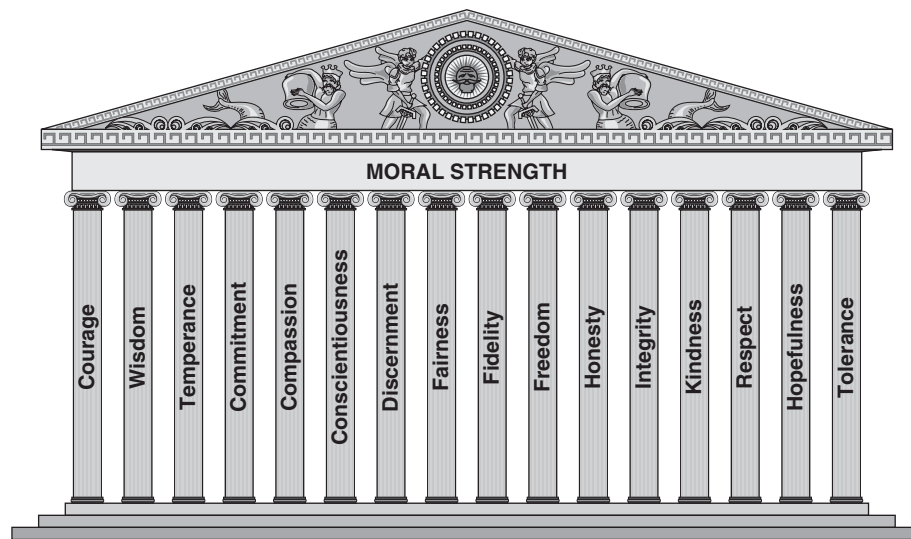 MORAL STRENGTH
Courage
Wisdom
Temperance
Commitment
Compassion
Conscientiousness
Discernment
Fairness
Fidelity
Freedom
Honesty
Integrity
Kindness
Respect
Hopefulness
Tolerance